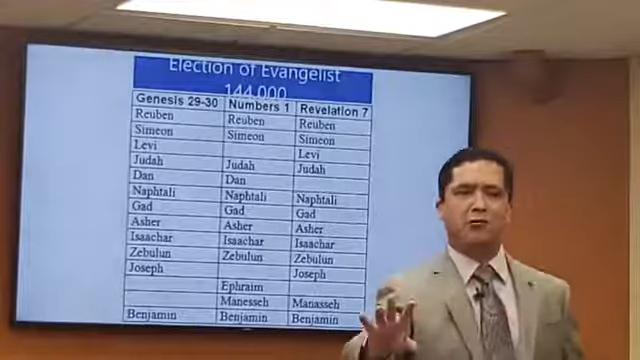 Election of Evangelist
144,000
Genesis 29-30 Numbers 1 Revelation 7
Reuben Reuben Reuben
Simeon Simeon Simeon
Levi Levi
Judah Judah Judah
Dan Dan
Naphtali Naphtali Naphtali
Gad Gad Gad
Asher Asher Asher
Isaachar Isaachar Isaachar
Zebulun Zebulun Zebulun
Joseph Joseph
Ephraim
Manesseh Manasseh
Benjamin Benjamin Benjamin